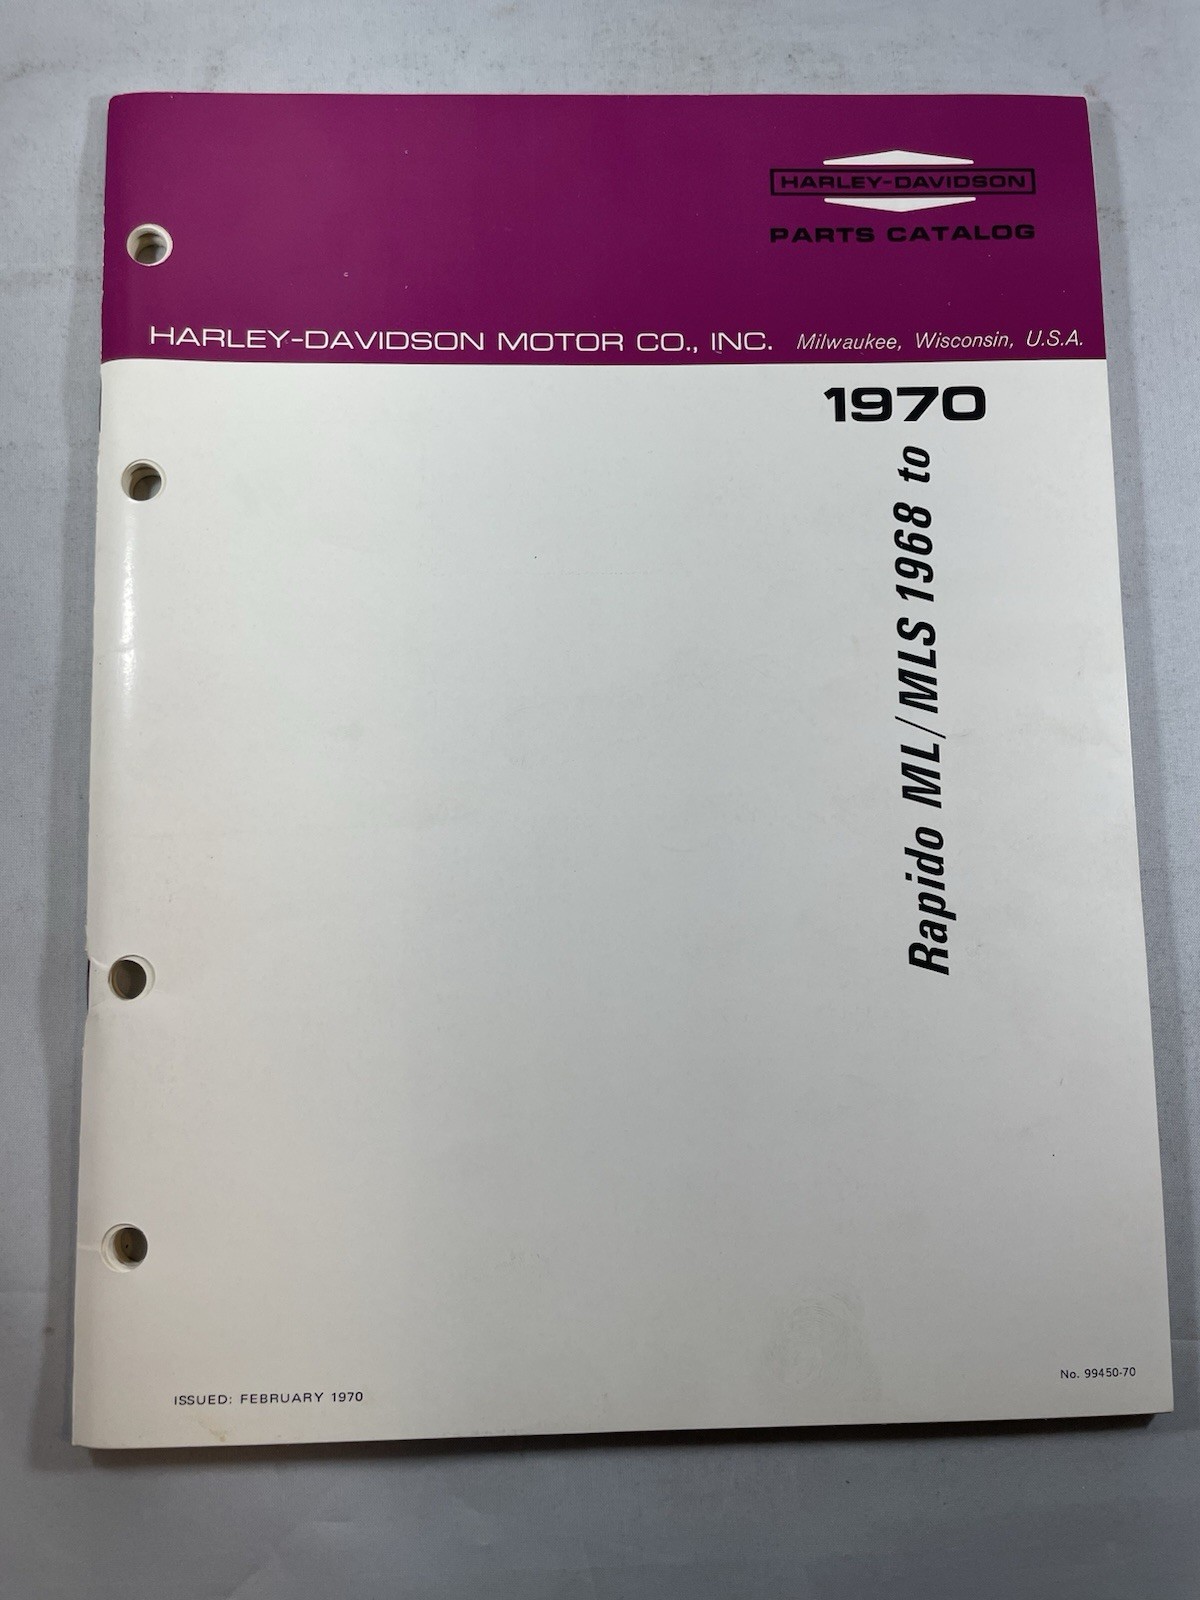 HARLEY-DAVIDSON
PARTS CATALOG
HARLEY-DAVIDSON MOTOR CO., INC. Milwaukee, Wisconsin, U.S.A.
1970
Rapido ML/MLS 1968 to
No. 99450-70
ISSUED: FEBRUARY 1970